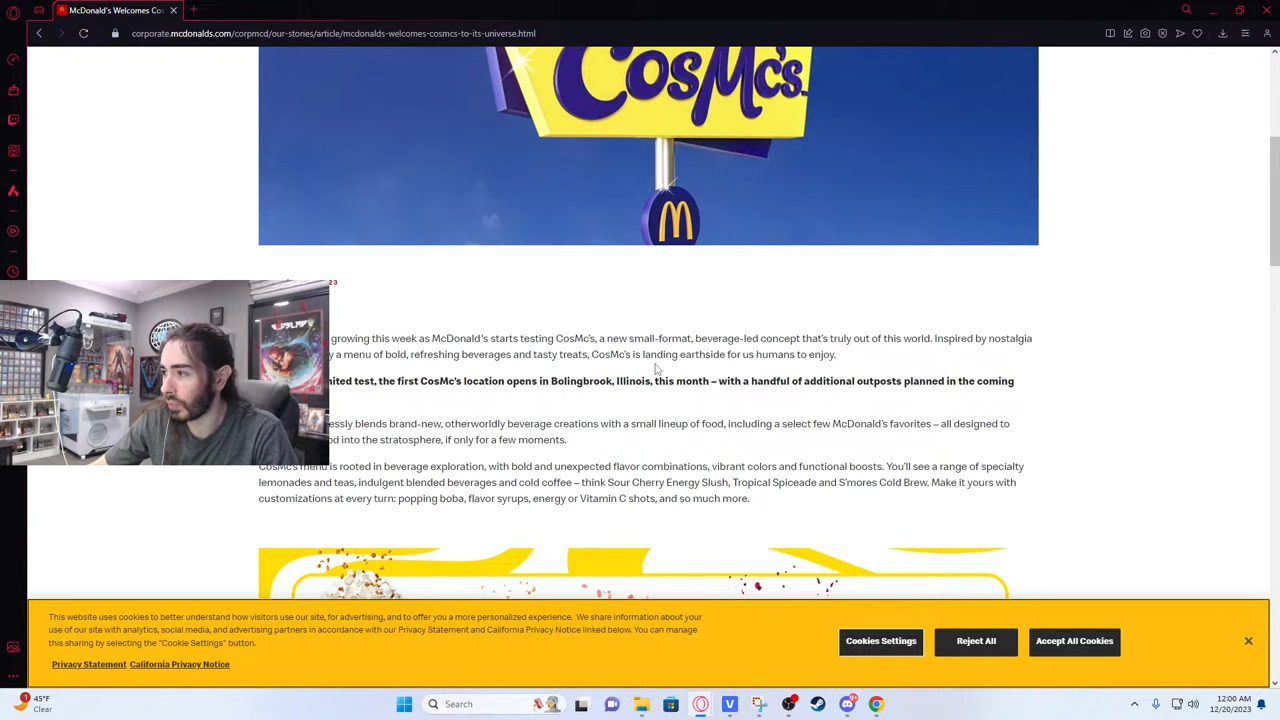 McDonald's Welcomes Cos
corporate.mcdonalds.com/corpmcd/our-stories/article/mcdonalds-welcomes-cosmcs-to-its-universe.html
CosMc's
23
growing this week as McDonald's starts testing CosMc's, a new small-format, beverage-led concept that's truly out of this world. Inspired by nostalgia
a menu of bold, refreshing beverages and tasty treats, CosMc's is landing earthside for us humans to enjoy.
test, the first CosMc's location opens in Bolingbrook, Illinois, this month – with a handful of additional outposts planned in the coming
blends brand-new, otherworldly beverage creations with a small lineup of food, including a select few McDonald's favorites – all designed to
into the stratosphere, if only for a few moments.
CosMc's menu is rooted in beverage exploration, with bold and unexpected flavor combinations, vibrant colors and functional boosts. You'll see a range of specialty
lemonades and teas, indulgent blended beverages and cold coffee – think Sour Cherry Energy Slush, Tropical Spiceade and S'mores Cold Brew. Make it yours with
customizations at every turn: popping boba, flavor syrups, energy or Vitamin C shots, and so much more.
This website uses cookies to better understand how visitors use our site, for advertising, and to offer you a more personalized experience. We share information about your
use of our site with analytics, social media, and advertising partners in accordance with our Privacy Statement and California Privacy Notice linked below. You can manage
this sharing by selecting the "Cookie Settings" button.
Privacy Statement California Privacy Notice
Cookies Settings
Reject All
Accept All Cookies
1
45°F
Clear
Search
12:00 AM
12/20/2023